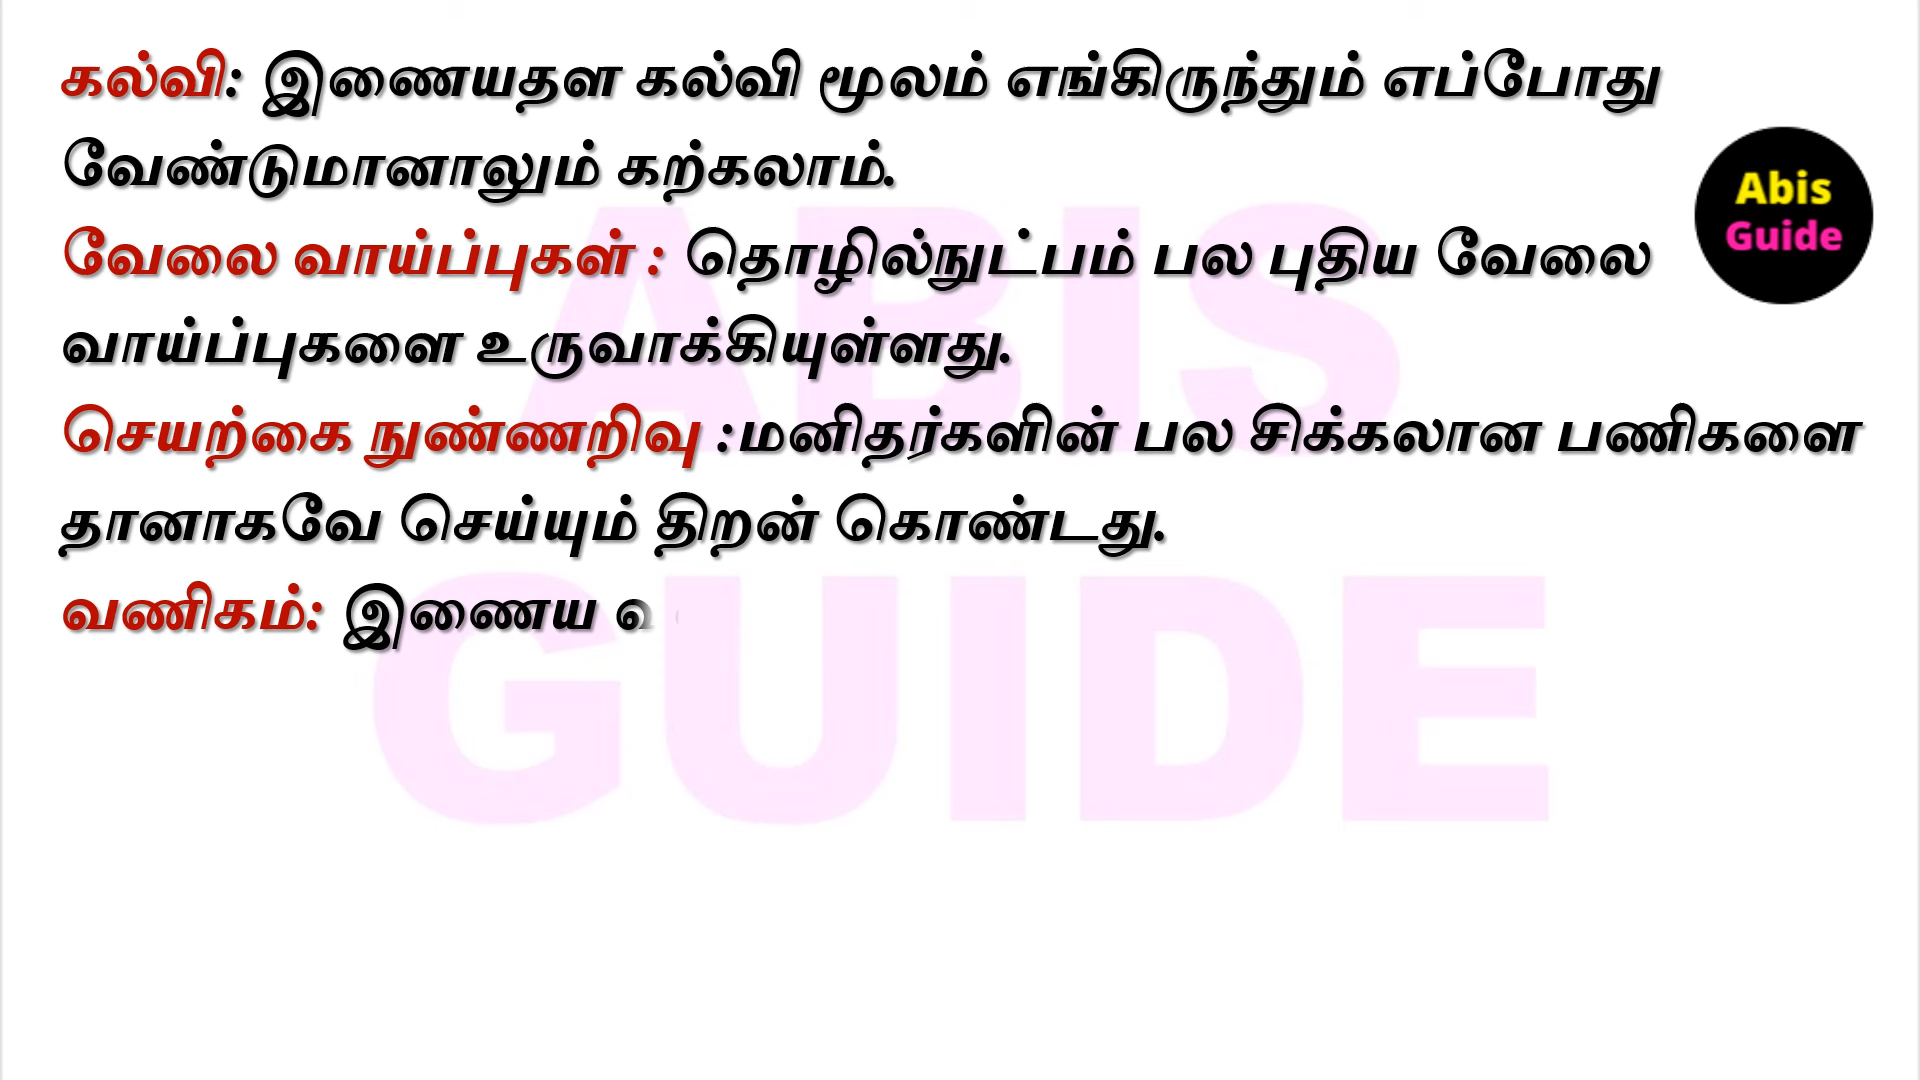 கல்வி: இணையதள கல்வி மூலம் எங்கிருந்தும் எப்போது
வேண்டுமானாலும் கற்கலாம்.
வேலை வாய்ப்புகள் : தொழில்நுட்பம் பல புதிய வேலை
வாய்ப்புகளை உருவாக்கியுள்ளது.
செயற்கை நுண்ணறிவு :மனிதர்களின் பல சிக்கலான பணிகளை
தானாகவே செய்யும் திறன் கொண்டது.
வணிகம்: இணைய
Abis
Guide
ABIS
GUIDE